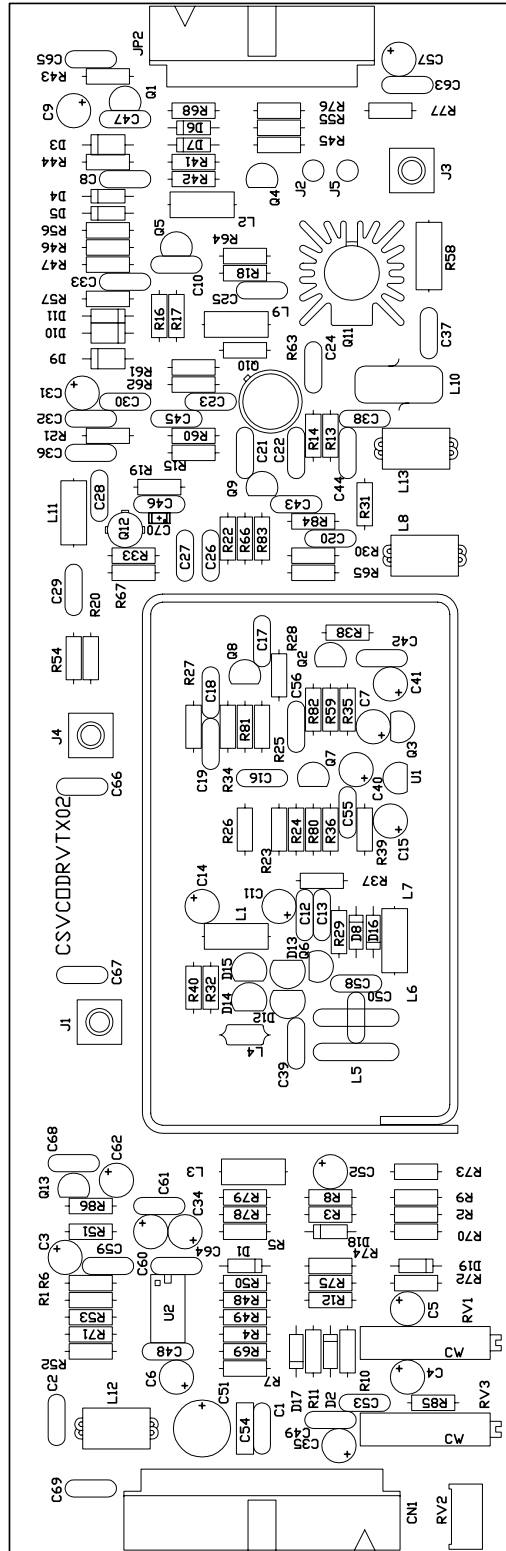 JP2
C65
R43
C57
C63
Q1
C9
C47
R68
D6
D7
R41
R42
R76
R55
R45
R77
D3
R44
C8
D4
D5
R56
R46
R47
Q4
J2
J5
J3
L2
Q5
R64
R18
C10
C25
C33
R57
R16
R17
L9
Q11
R58
C37
D11
D10
D9
R61
R62
Q10
R63
C24
L10
C31
C30
C23
C32
C45
R21
R60
C36
R15
C21
C22
R14
R13
C38
C44
L13
R19
Q9
C28
C46
C43
R31
L11
Q12
C70
R84
C20
L8
R33
R67
C27
C26
R22
R66
R83
R30
R65
C29
R20
R54
C17
R28
R38
Q8
Q2
C42
R27
C18
C56
C41
R82
R59
R35
C7
Q3
J4
R81
R25
C19
R34
C16
Q7
C40
U1
C66
C55
R26
R23
R24
R80
R36
R39
C15
CSVCODRVTX02
R37
C14
C11
C12
C13
L7
L1
R29
D8
D16
D13
Q6
D15
C67
R40
R32
D14
C58
C50
L6
J1
D12
L4
C39
L5
C68
C62
Q13
R86
C61
C34
L3
R79
R78
R5
C52
R8
R3
D18
R73
R9
R2
R70
R51
C3
C59
C60
C64
D1
R74
D19
R72
R1
R6
R50
R75
R48
R12
U2
C5
RV1
R53
R49
R71
R4
R69
CW
R52
C48
R7
C6
D17
R11
D2
R10
C4
RV3
C2
L12
C51
C54
C1
C53
C49
C35
R85
CW
C69
CN1
RV2